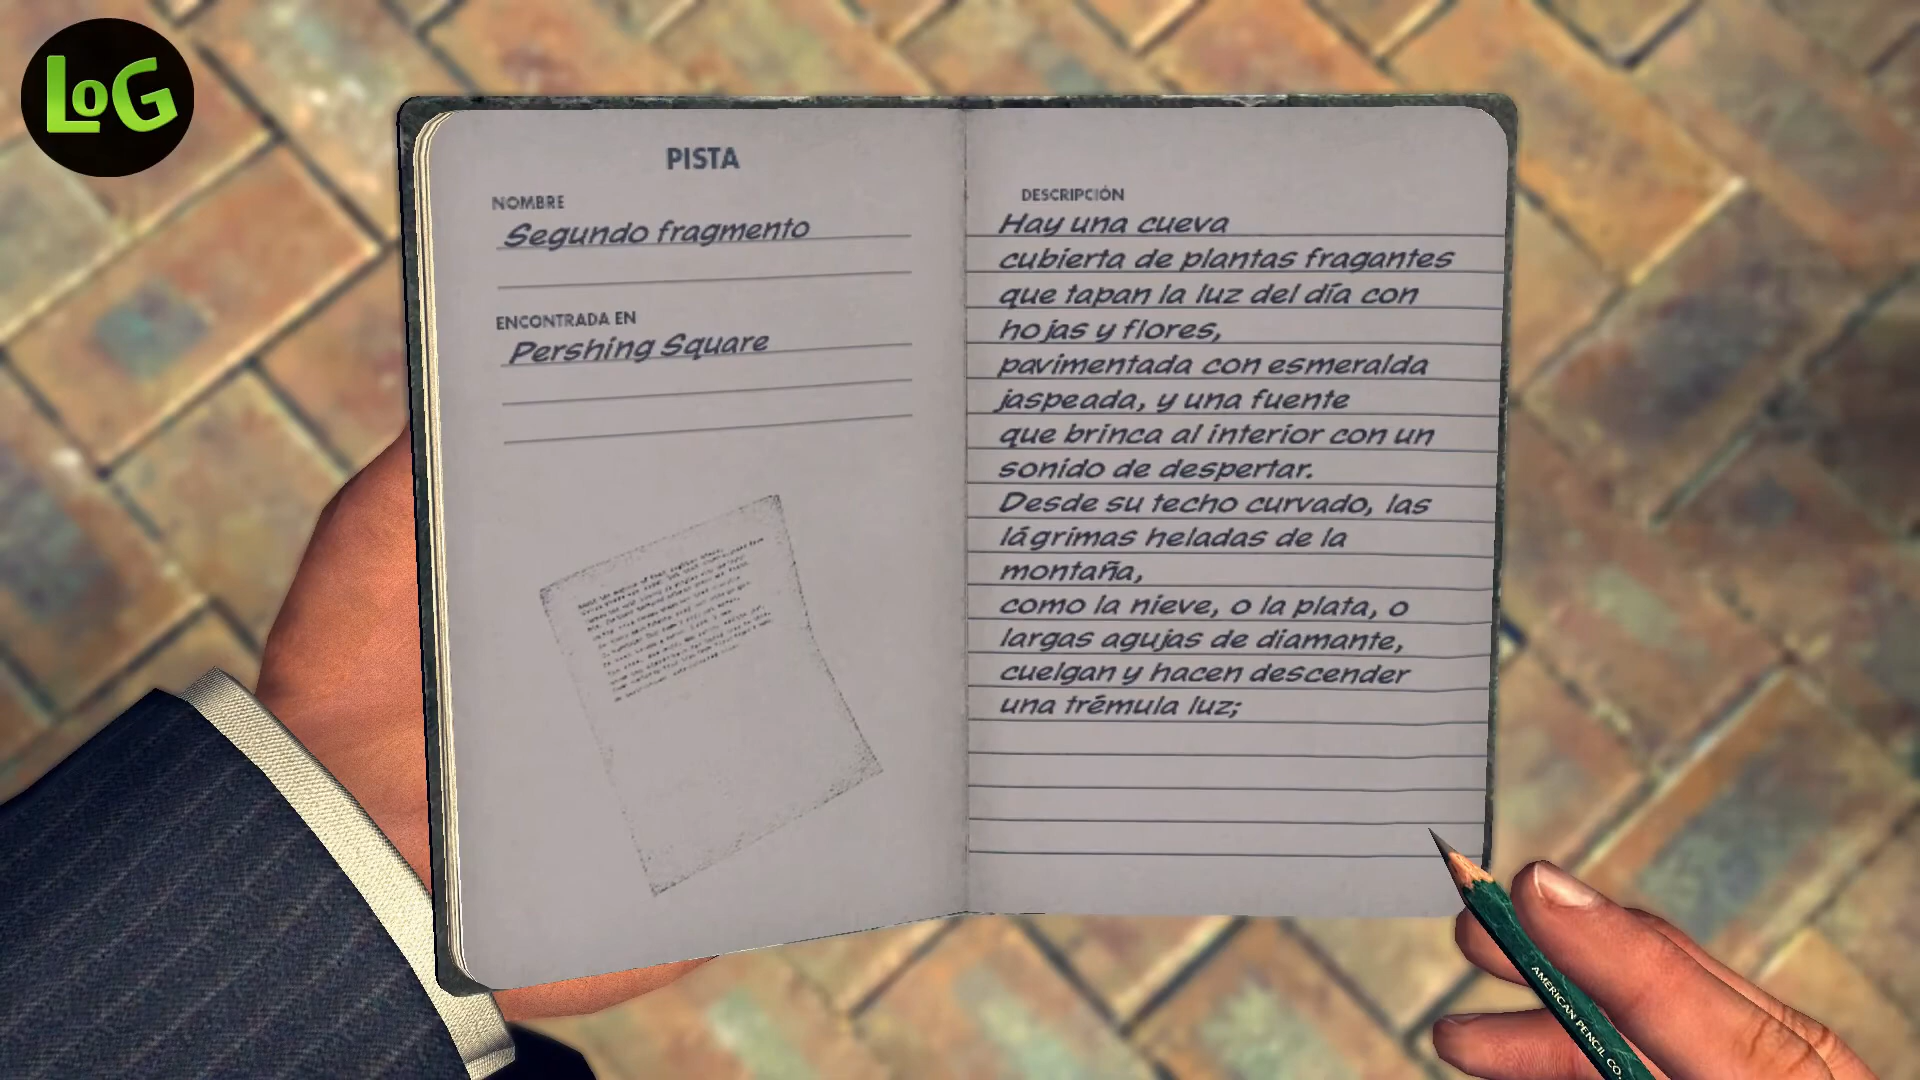 LoG
PISTA
NOMBRE
Segundo fragmento
ENCONTRADA EN
Pershing Square
DESCRIPCIÓN
Hay una cueva
cubierta de plantas fragantes
que tapan la luz del día con
hojas y flores,
pavimentada con esmeralda
jaspeada, y una fuente
que brinca al interior con un
sonido de despertar.
Desde su techo curvado, las
lágrimas heladas de la
montaña,
como la nieve, o la plata, o
largas agujas de diamante,
cuelgan y hacen descender
una trémula luz;
AMERICAN PENCIL CO.